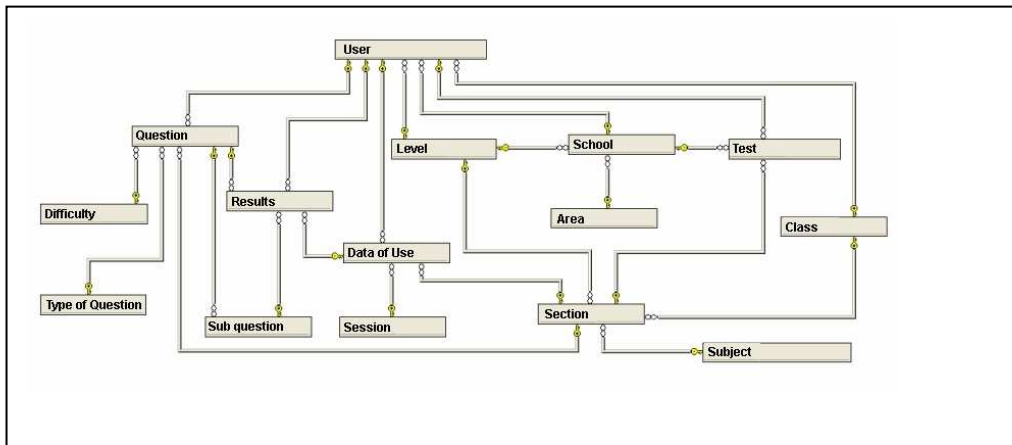 User
Question
Level
School
Test
Difficulty
Results
Area
Class
Data of Use
Type of Question
Sub question
Session
Section
Subject